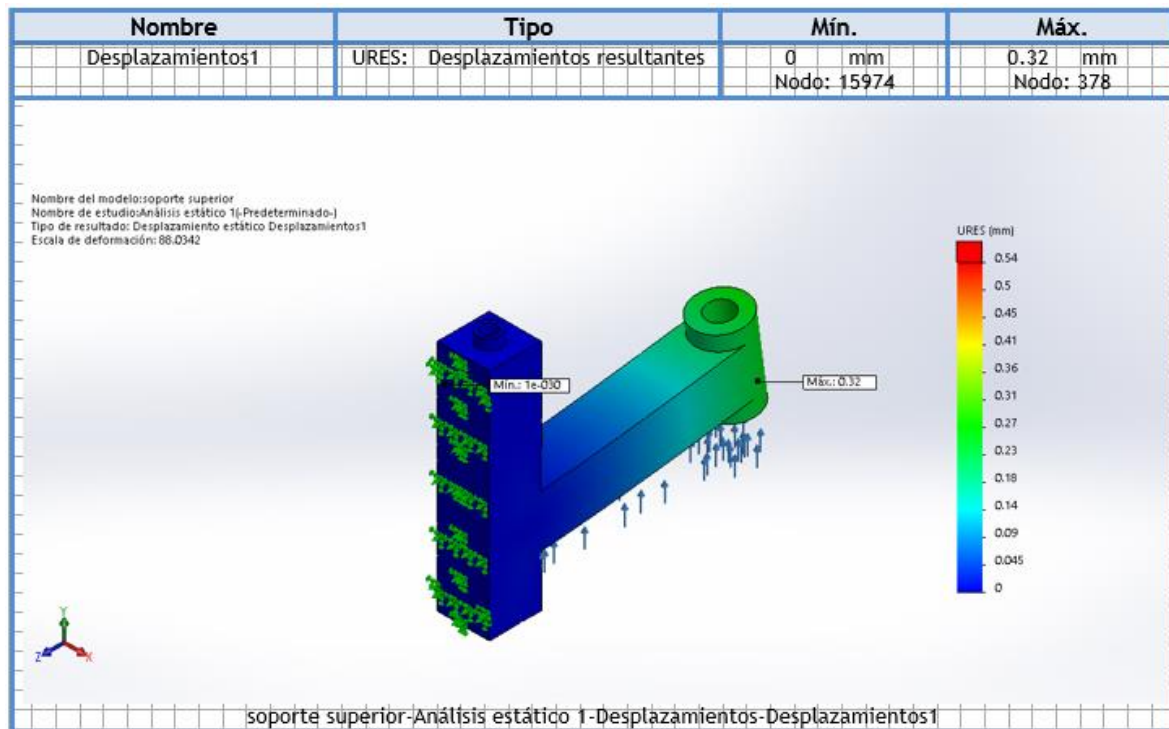 Nombre Tipo Mín. Máx.
Desplazamientos1 URES: Desplazamientos resultantes 0 mm 0.32 mm
Nodo: 15974 Nodo: 378
Nombre del modelo:soporte superior
Nombre de estudio:Análisis estático 1(-Predeterminado-)
Tipo de resultado: Desplazamiento estático Desplazamientos1
Escala de deformación: 88.0342
URES (mm)
0.54
0.5
0.45
0.41
0.36
0.31
0.27
0.23
0.18
0.14
0.09
0.045
0
Mín.: 1e-030
Máx.: 0.32
Y
Z
X
soporte superior-Análisis estático 1-Desplazamientos-Desplazamientos1